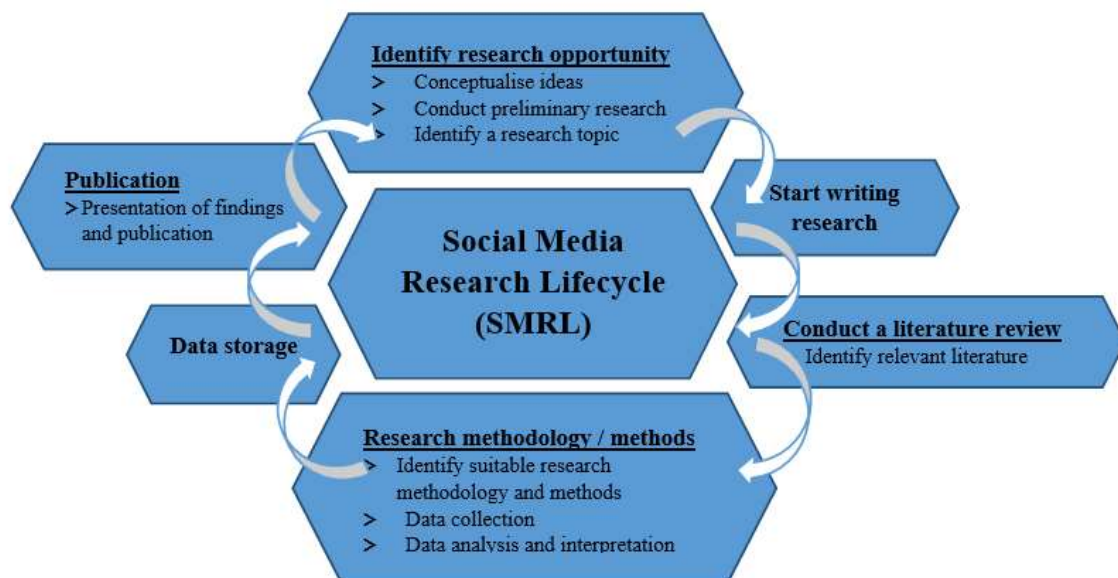 Identify research opportunity
> Conceptualise ideas
> Conduct preliminary research
> Identify a research topic
Start writing
research
Conduct a literature review
Identify relevant literature
Research methodology / methods
> Identify suitable research
methodology and methods
> Data collection
> Data analysis and interpretation
Data storage
Publication
> Presentation of findings
and publication
Social Media
Research Lifecycle
(SMRL)